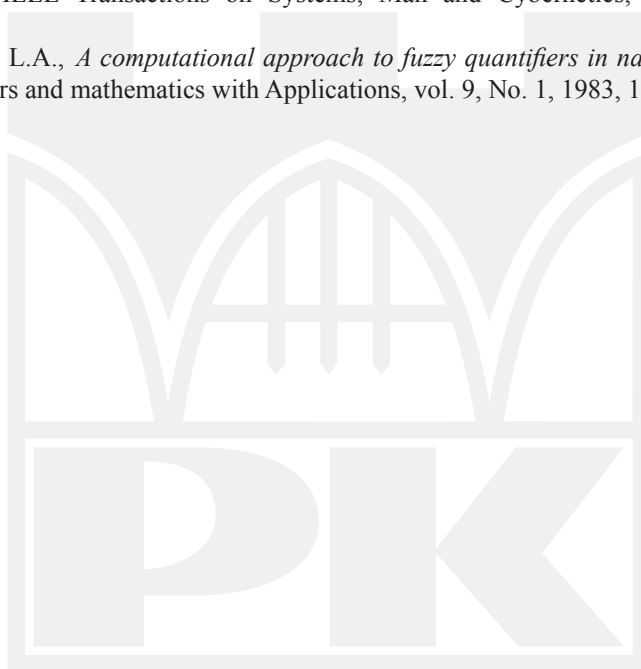 IEEE Transactions on Systems, Man and Cybernetics,
L.A., A computational approach to fuzzy quantifiers in na
rs and mathematics with Applications, vol. 9, No. 1, 1983, 1
PK